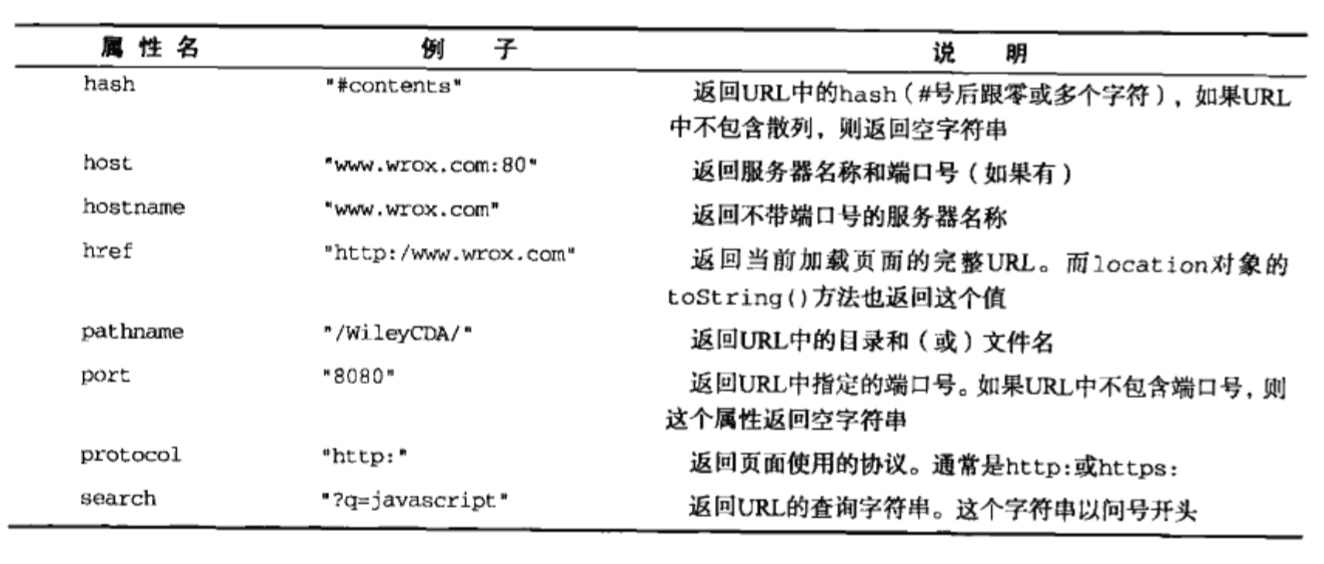 属 性 名 例 子 说 明
hash "#contents" 返回URL中的hash（#号后跟零或多个字符），如果URL
中不包含散列，则返回空字符串
host "www.wrox.com:80" 返回服务器名称和端口号（如果有）
hostname "www.wrox.com" 返回不带端口号的服务器名称
href "http:/www.wrox.com" 返回当前加载页面的完整URL。而location对象的
toString()方法也返回这个值
pathname "/WileyCDA/" 返回URL中的目录和（或）文件名
port "8080" 返回URL中指定的端口号。如果URL中不包含端口号，则
这个属性返回空字符串
protocol "http:" 返回页面使用的协议。通常是http:或https:
search "?q=javascript" 返回URL的查询字符串。这个字符串以问号开头